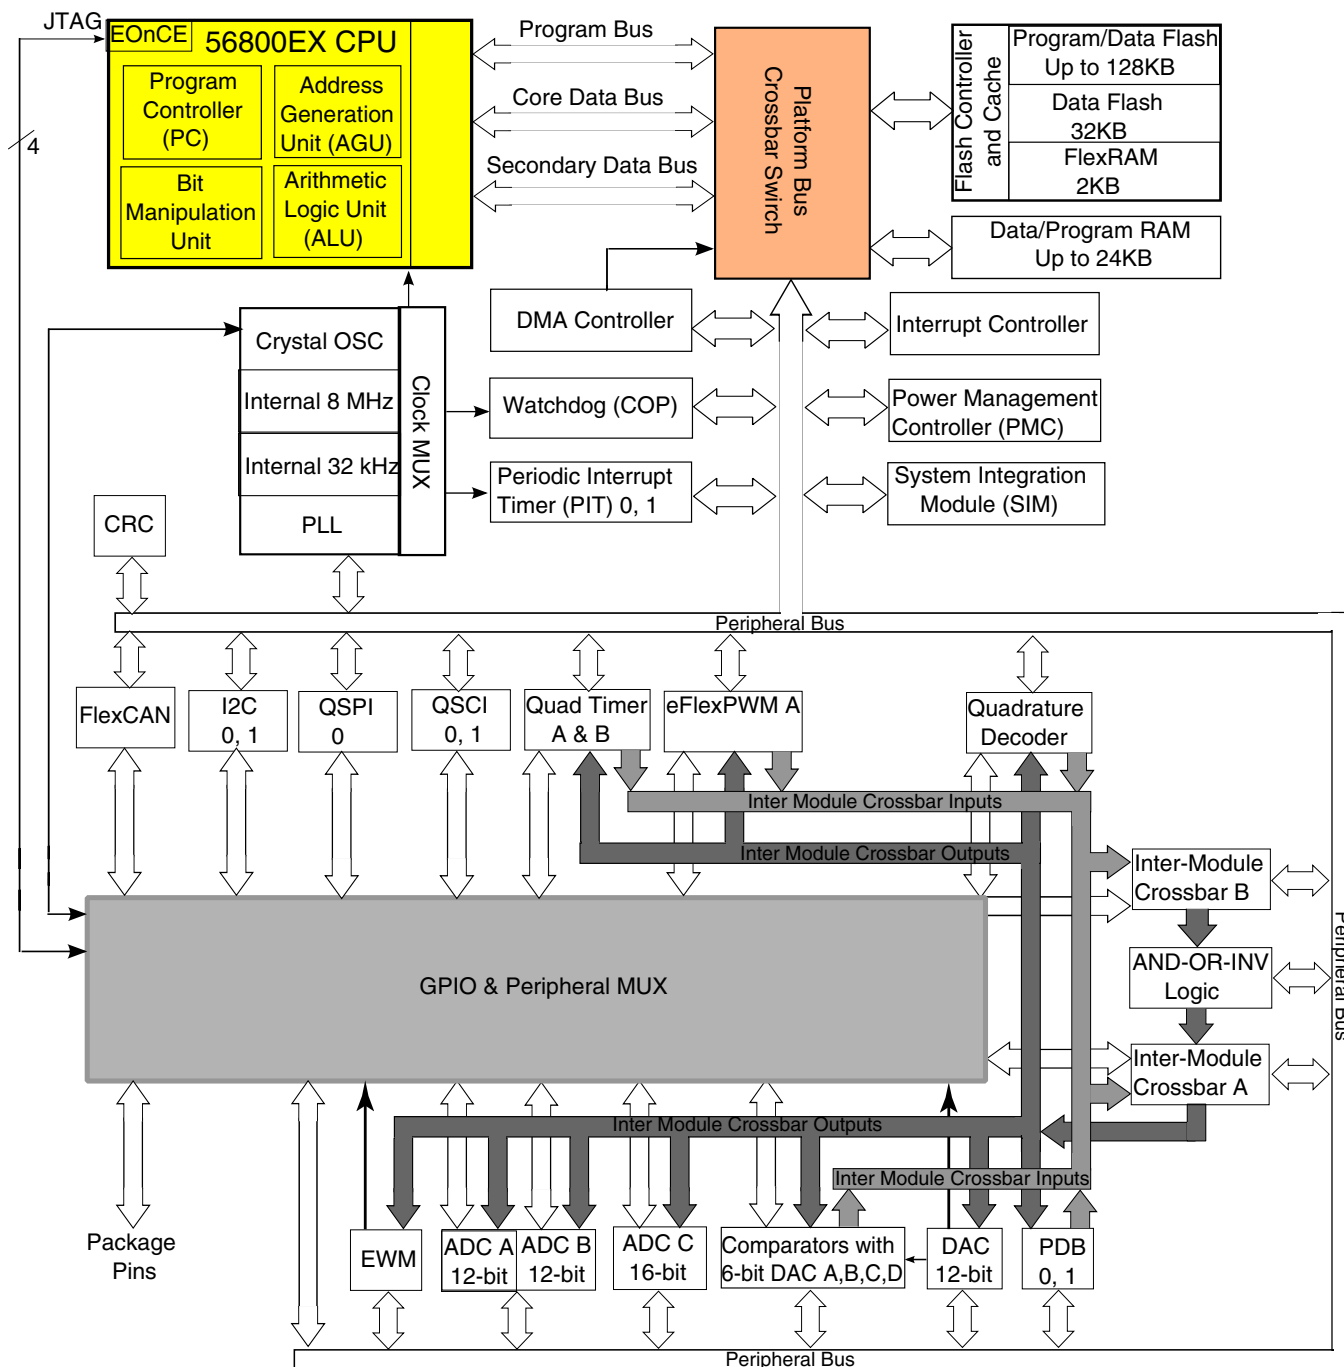 JTAG
EOnCE
56800EX CPU
Program
Controller
(PC)
Address
Generation
Unit (AGU)
Bit
Manipulation
Unit
Arithmetic
Logic Unit
(ALU)
4
Program Bus
Core Data Bus
Secondary Data Bus
Platform Bus
Crossbar Swirch
Flash Controller
and Cache
Program/Data Flash
Up to 128KB
Data Flash
32KB
FlexRAM
2KB
Data/Program RAM
Up to 24KB
DMA Controller
Interrupt Controller
Crystal OSC
Internal 8 MHz
Internal 32 kHz
PLL
Clock MUX
Watchdog (COP)
Power Management
Controller (PMC)
Periodic Interrupt
Timer (PIT) 0, 1
System Integration
Module (SIM)
CRC
Peripheral Bus
FlexCAN
I2C
0, 1
QSPI
0
QSCI
0, 1
Quad Timer
A & B
eFlexPWM A
Quadrature
Decoder
Inter Module Crossbar Inputs
Inter Module Crossbar Outputs
Inter-Module
Crossbar B
AND-OR-INV
Logic
Inter-Module
Crossbar A
Peripheral Bus
GPIO & Peripheral MUX
Inter Module Crossbar Outputs
Inter Module Crossbar Inputs
Package
Pins
EWM
ADC A
12-bit
ADC B
12-bit
ADC C
16-bit
Comparators with
6-bit DAC A,B,C,D
DAC
12-bit
PDB
0, 1
Peripheral Bus